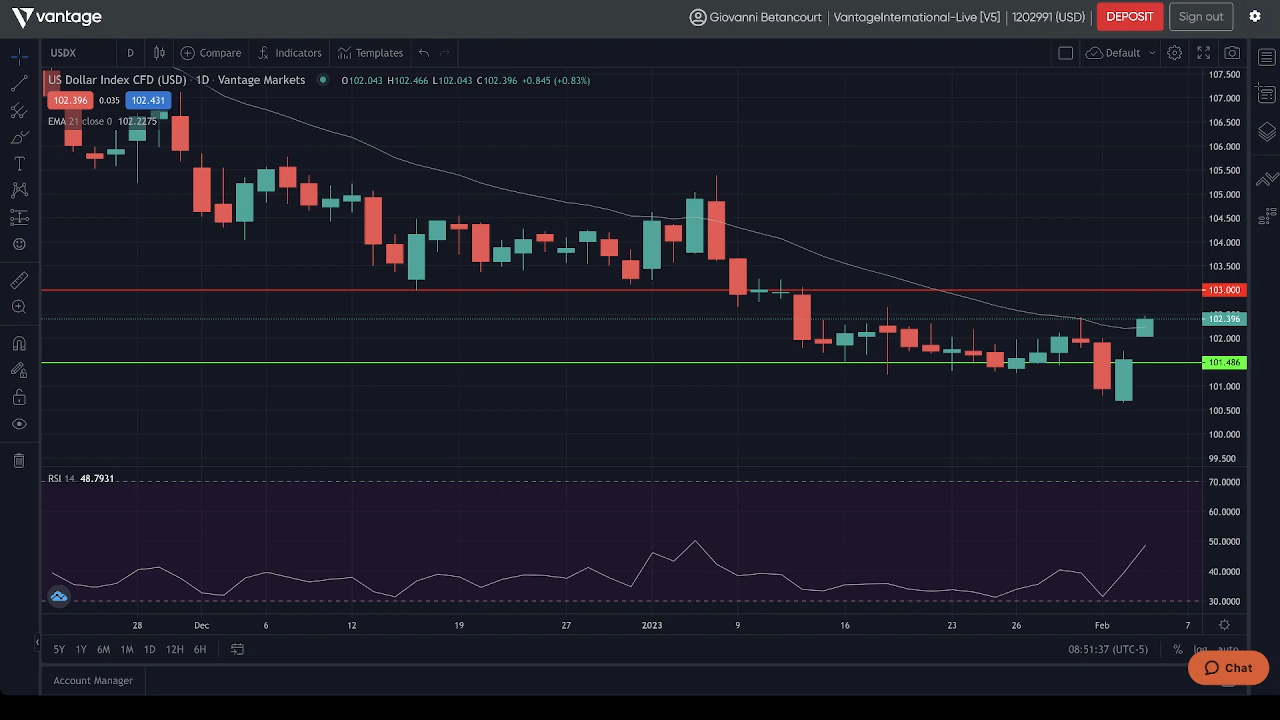 vantage
Giovanni Betancourt | VantageInternational-Live [V5] | 1202991 (USD) | DEPOSIT Sign out
USDX D Compare Indicators Templates Default
US Dollar Index CFD (USD) · 1D · Vantage Markets O102.043 H102.466 L102.043 C102.396 +0.845 (+0.83%)
102.396 0.035 102.431
EMA 21 close 0 102.2275
107.500
107.000
106.500
106.000
105.500
105.000
104.500
104.000
103.500
103.000
102.396
102.000
101.486
101.000
100.500
100.000
99.500
RSI 14 48.7931
70.0000
60.0000
50.0000
40.0000
30.0000
28 Dec 6 12 19 27 2023 9 16 23 26 Feb 7
5Y 1Y 6M 1M 1D 12H 6H 08:51:37 (UTC-5) % log auto
Chat
Account Manager